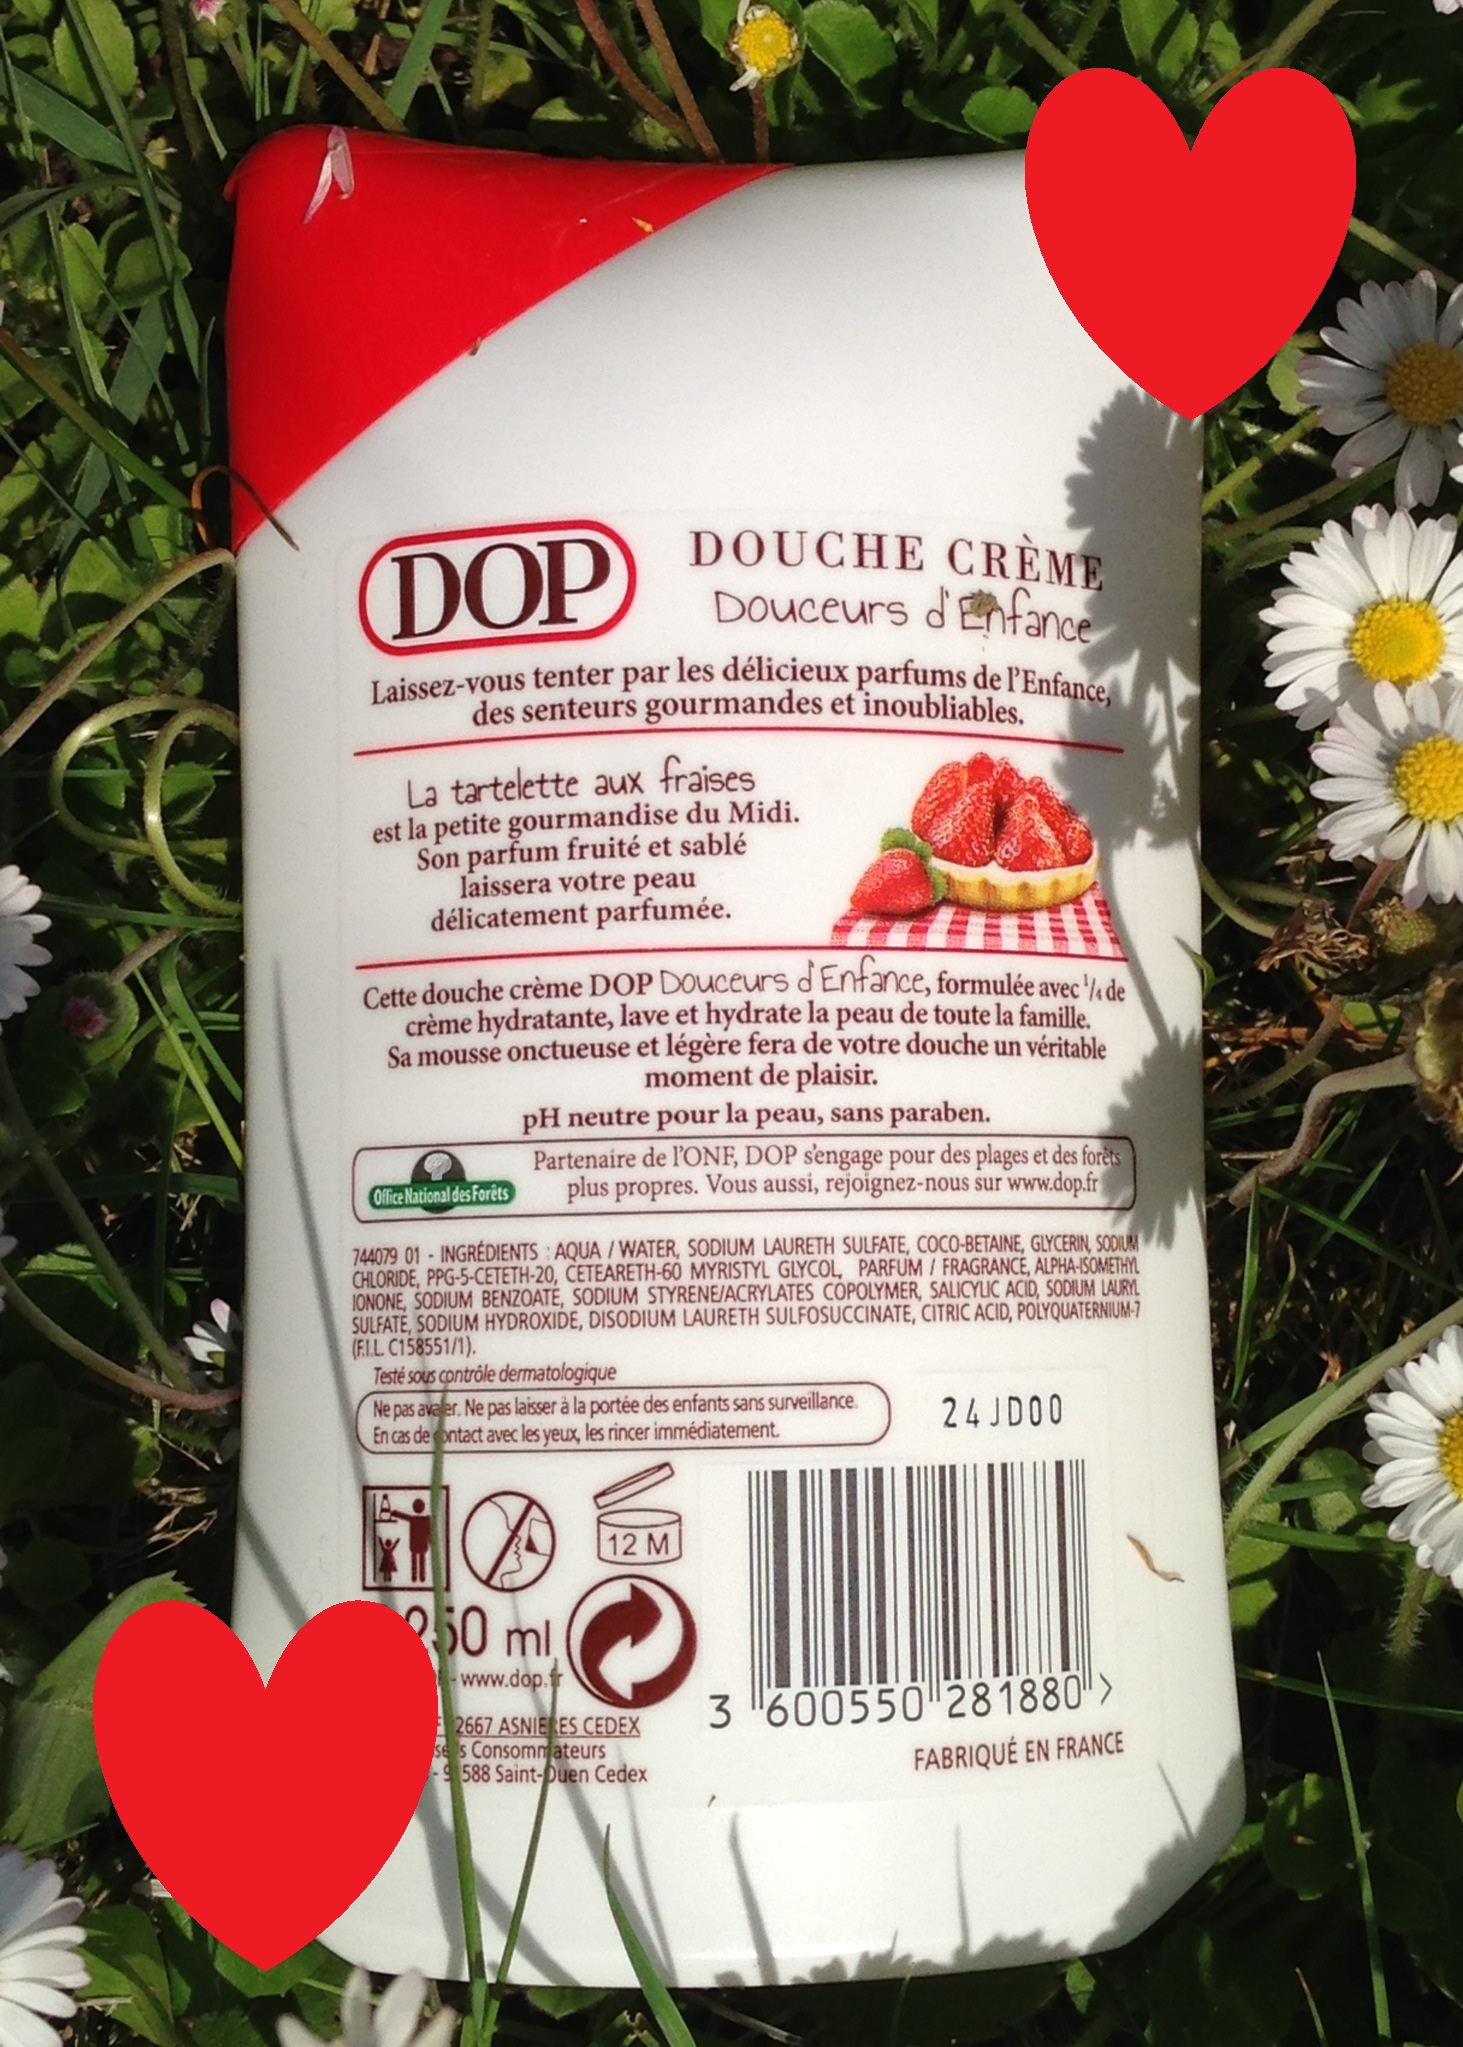 DOP
DOUCHE CRÈME
Douceurs d'Enfance
Laissez-vous tenter par les délicieux parfums de l'Enfance,
des senteurs gourmandes et inoubliables.
La tartelette aux fraises
est la petite gourmandise du Midi.
Son parfum fruité et sablé
laissera votre peau
délicatement parfumée.
Cette douche crème DOP Douceurs d'Enfance, formulée avec 1/4 de
crème hydratante, lave et hydrate la peau de toute la famille.
Sa mousse onctueuse et légère fera de votre douche un véritable
moment de plaisir.
pH neutre pour la peau, sans paraben.
Office National des Forêts
Partenaire de l'ONF, DOP s'engage pour des plages et des forêts
plus propres. Vous aussi, rejoignez-nous sur www.dop.fr
744079 01 - INGRÉDIENTS : AQUA / WATER, SODIUM LAURETH SULFATE, COCO-BETAINE, GLYCERIN, SODIUM
CHLORIDE, PPG-5-CETETH-20, CETEARETH-60 MYRISTYL GLYCOL, PARFUM / FRAGRANCE, ALPHA-ISOMETHYL
IONONE, SODIUM BENZOATE, SODIUM STYRENE/ACRYLATES COPOLYMER, SALICYLIC ACID, SODIUM LAURYL
SULFATE, SODIUM HYDROXIDE, DISODIUM LAURETH SULFOSUCCINATE, CITRIC ACID, POLYQUATERNIUM-7
(F.I.L. C158551/1).
Testé sous contrôle dermatologique
Ne pas avaler. Ne pas laisser à la portée des enfants sans surveillance.
En cas de contact avec les yeux, les rincer immédiatement.
24JD00
12 M
250 ml
- www.dop.fr
2667 ASNIERES CEDEX
Consommateurs
588 Saint-Ouen Cedex
3 600550 281880 >
FABRIQUÉ EN FRANCE